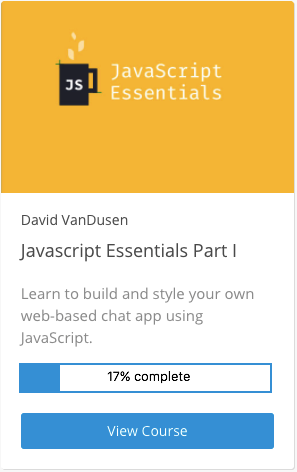 JS
JavaScript
Essentials
David VanDusen
Javascript Essentials Part I
Learn to build and style your own
web-based chat app using
JavaScript.
17% complete
View Course